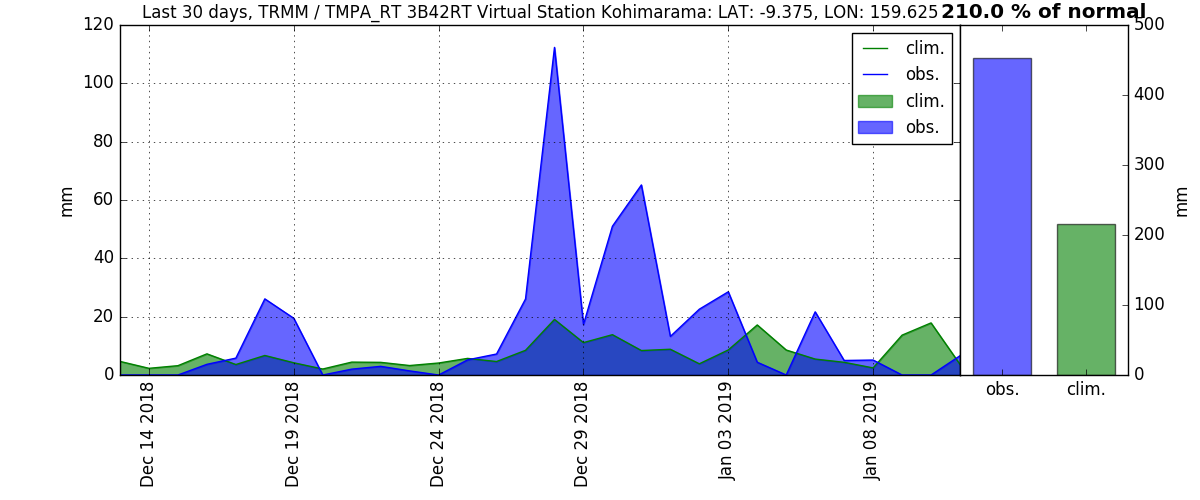 Last 30 days, TRMM / TMPA_RT 3B42RT Virtual Station Kohimarama: LAT: -9.375, LON: 159.625
210.0 % of normal
120
100
80
60
40
20
0
mm
clim.
obs.
clim.
obs.
Dec 14 2018
Dec 19 2018
Dec 24 2018
Dec 29 2018
Jan 03 2019
Jan 08 2019
500
400
300
200
100
0
mm
obs.
clim.